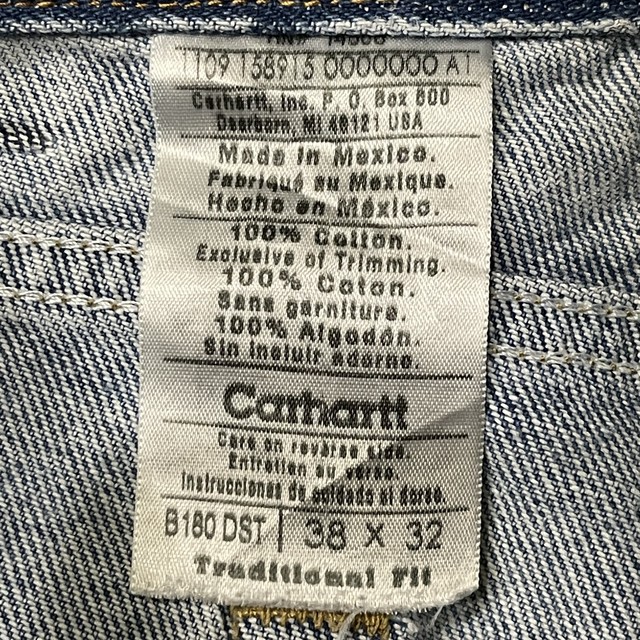 RN# 14806
1109 158915 0000000 A1
Carhartt, Inc. P. O. Box 600
Dearborn, MI 48121 USA
Made in Mexico.
Fabriqué au Mexique.
Hecho en México.
100% Cotton.
Exclusive of Trimming.
100% Coton.
Sans garniture.
100% Algodón.
Sin incluir adorno.
Carhartt
Care on reverse side.
Entretien au verso.
Instrucciones de cuidado al dorso.
B180 DST 38 x 32
Traditional Fit